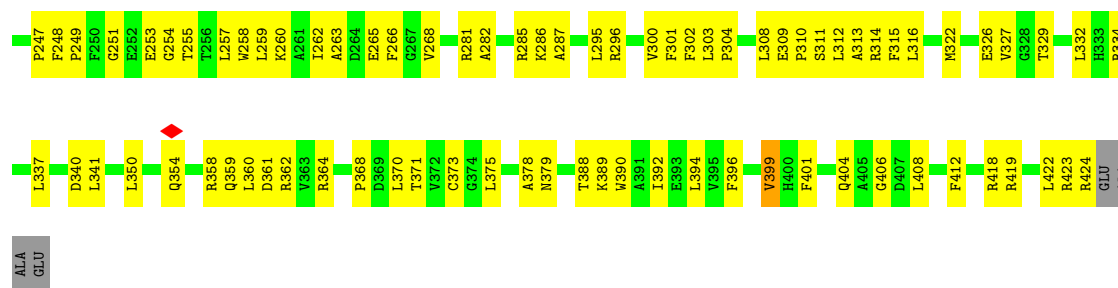 P247 F248 P249 F250 G251 E252 E253 G254 T255 T256 L257 W258 L259 K260 A261 I262 A263 D264 E265 F266 G267 V268 R281 A282 R285 K286 A287 L295 R296 V300 F301 F302 L303 P304 L308 E309 P310 S311 L312 A313 R314 F315 L316 M322 E326 V327 G328 T329 L332 H333
L337 D340 L341 L350 Q354 R358 Q359 L360 D361 R362 V363 R364 P368 D369 L370 T371 V372 C373 G374 L375 A378 N379 T388 K389 W390 A391 I392 E393 L394 V395 F396 V399 H400 F401 Q404 A405 G406 D407 L408 F412 R418 R419 L422 R423 R424 GLU
ALA GLU